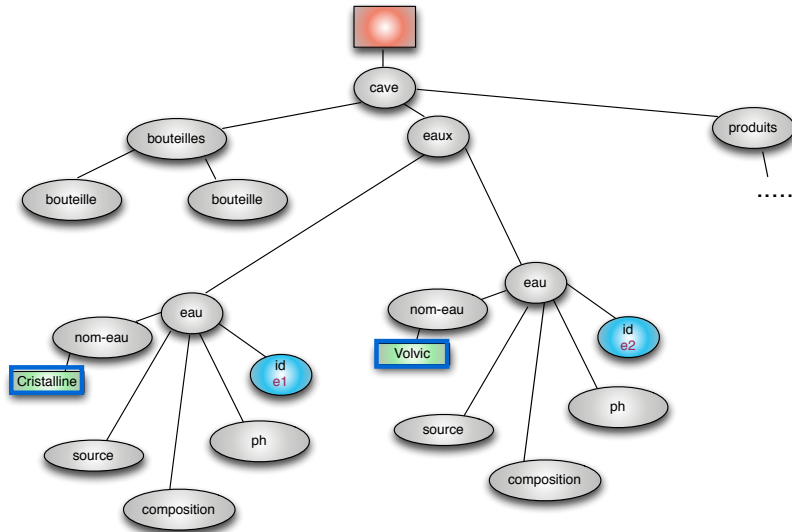 cave
bouteilles
eaux
produits
bouteille
bouteille
.....
eau
eau
nom-eau
nom-eau
id
e2
Volvic
Cristalline
id
e1
ph
source
ph
source
composition
composition